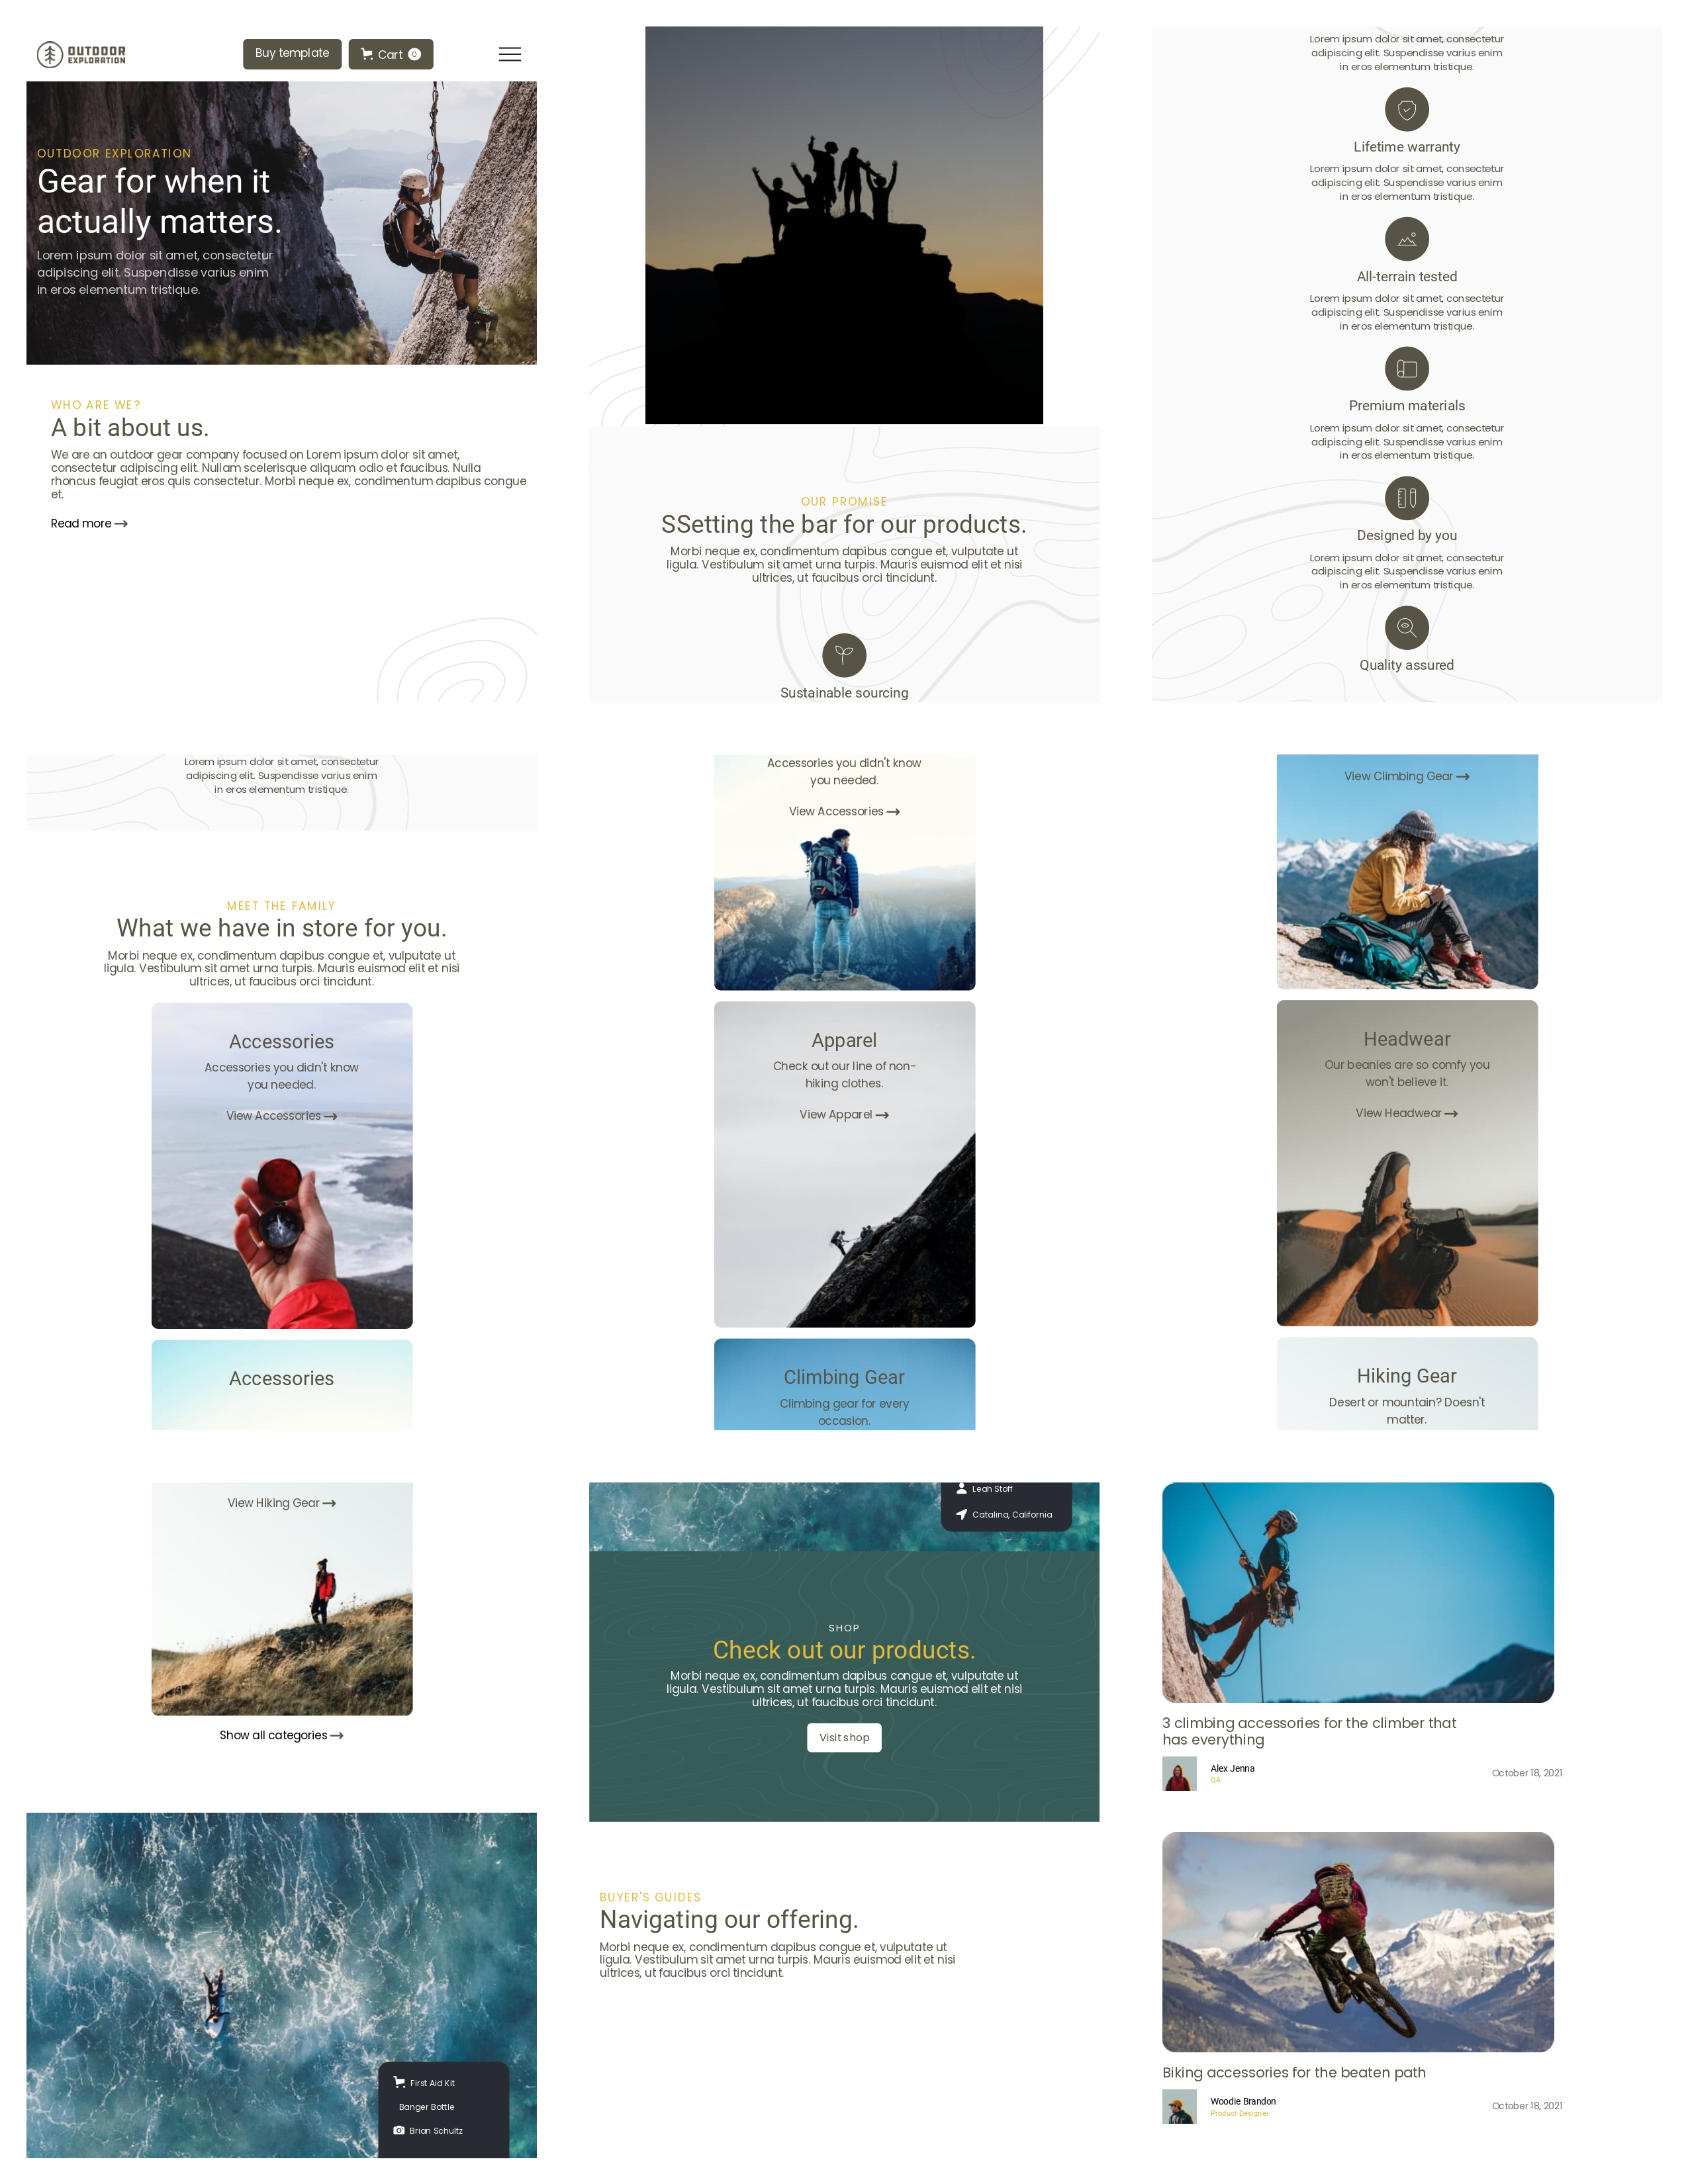 OUTDOOR
EXPLORATION
Buy template
Cart 0
OUTDOOR EXPLORATION
Gear for when it
actually matters.
Lorem ipsum dolor sit amet, consectetur
adipiscing elit. Suspendisse varius enim
in eros elementum tristique.
WHO ARE WE?
A bit about us.
We are an outdoor gear company focused on Lorem ipsum dolor sit amet,
consectetur adipiscing elit. Nullam scelerisque aliquam odio et faucibus. Nulla
rhoncus feugiat eros quis consectetur. Morbi neque ex, condimentum dapibus congue
et.
Read more
OUR PROMISE
SSetting the bar for our products.
Morbi neque ex, condimentum dapibus congue et, vulputate ut
ligula. Vestibulum sit amet urna turpis. Mauris euismod elit et nisi
ultrices, ut faucibus orci tincidunt.
Sustainable sourcing
Lorem ipsum dolor sit amet, consectetur
adipiscing elit. Suspendisse varius enim
in eros elementum tristique.
Lifetime warranty
Lorem ipsum dolor sit amet, consectetur
adipiscing elit. Suspendisse varius enim
in eros elementum tristique.
All-terrain tested
Lorem ipsum dolor sit amet, consectetur
adipiscing elit. Suspendisse varius enim
in eros elementum tristique.
Premium materials
Lorem ipsum dolor sit amet, consectetur
adipiscing elit. Suspendisse varius enim
in eros elementum tristique.
Designed by you
Lorem ipsum dolor sit amet, consectetur
adipiscing elit. Suspendisse varius enim
in eros elementum tristique.
Quality assured
Lorem ipsum dolor sit amet, consectetur
adipiscing elit. Suspendisse varius enim
in eros elementum tristique.
MEET THE FAMILY
What we have in store for you.
Morbi neque ex, condimentum dapibus congue et, vulputate ut
ligula. Vestibulum sit amet urna turpis. Mauris euismod elit et nisi
ultrices, ut faucibus orci tincidunt.
Accessories
Accessories you didn't know
you needed.
View Accessories
Accessories
Accessories you didn't know
you needed.
View Accessories
Apparel
Check out our line of non-
hiking clothes.
View Apparel
Climbing Gear
Climbing gear for every
occasion.
View Climbing Gear
Headwear
Our beanies are so comfy you
won't believe it.
View Headwear
Hiking Gear
Desert or mountain? Doesn't
matter.
View Hiking Gear
Show all categories
First Aid Kit
Banger Bottle
Brian Schultz
Leah Stoff
Catalina, California
SHOP
Check out our products.
Morbi neque ex, condimentum dapibus congue et, vulputate ut
ligula. Vestibulum sit amet urna turpis. Mauris euismod elit et nisi
ultrices, ut faucibus orci tincidunt.
Visit shop
BUYER'S GUIDES
Navigating our offering.
Morbi neque ex, condimentum dapibus congue et, vulputate ut
ligula. Vestibulum sit amet urna turpis. Mauris euismod elit et nisi
ultrices, ut faucibus orci tincidunt.
3 climbing accessories for the climber that
has everything
Alex Jenna
QA
October 18, 2021
Biking accessories for the beaten path
Woodie Brandon
Product Designer
October 18, 2021